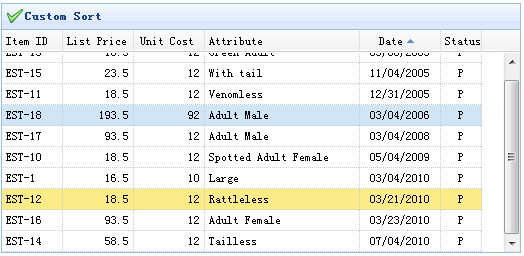 Custom Sort
Item ID List Price Unit Cost Attribute Date Status
EST-15 23.5 12 With tail 11/04/2005 P
EST-11 18.5 12 Venomless 12/31/2005 P
EST-18 193.5 92 Adult Male 03/04/2006 P
EST-17 93.5 12 Adult Male 03/04/2008 P
EST-10 18.5 12 Spotted Adult Female 05/04/2009 P
EST-1 16.5 10 Large 03/04/2010 P
EST-12 18.5 12 Rattleless 03/21/2010 P
EST-16 93.5 12 Adult Female 03/23/2010 P
EST-14 58.5 12 Tailless 07/04/2010 P